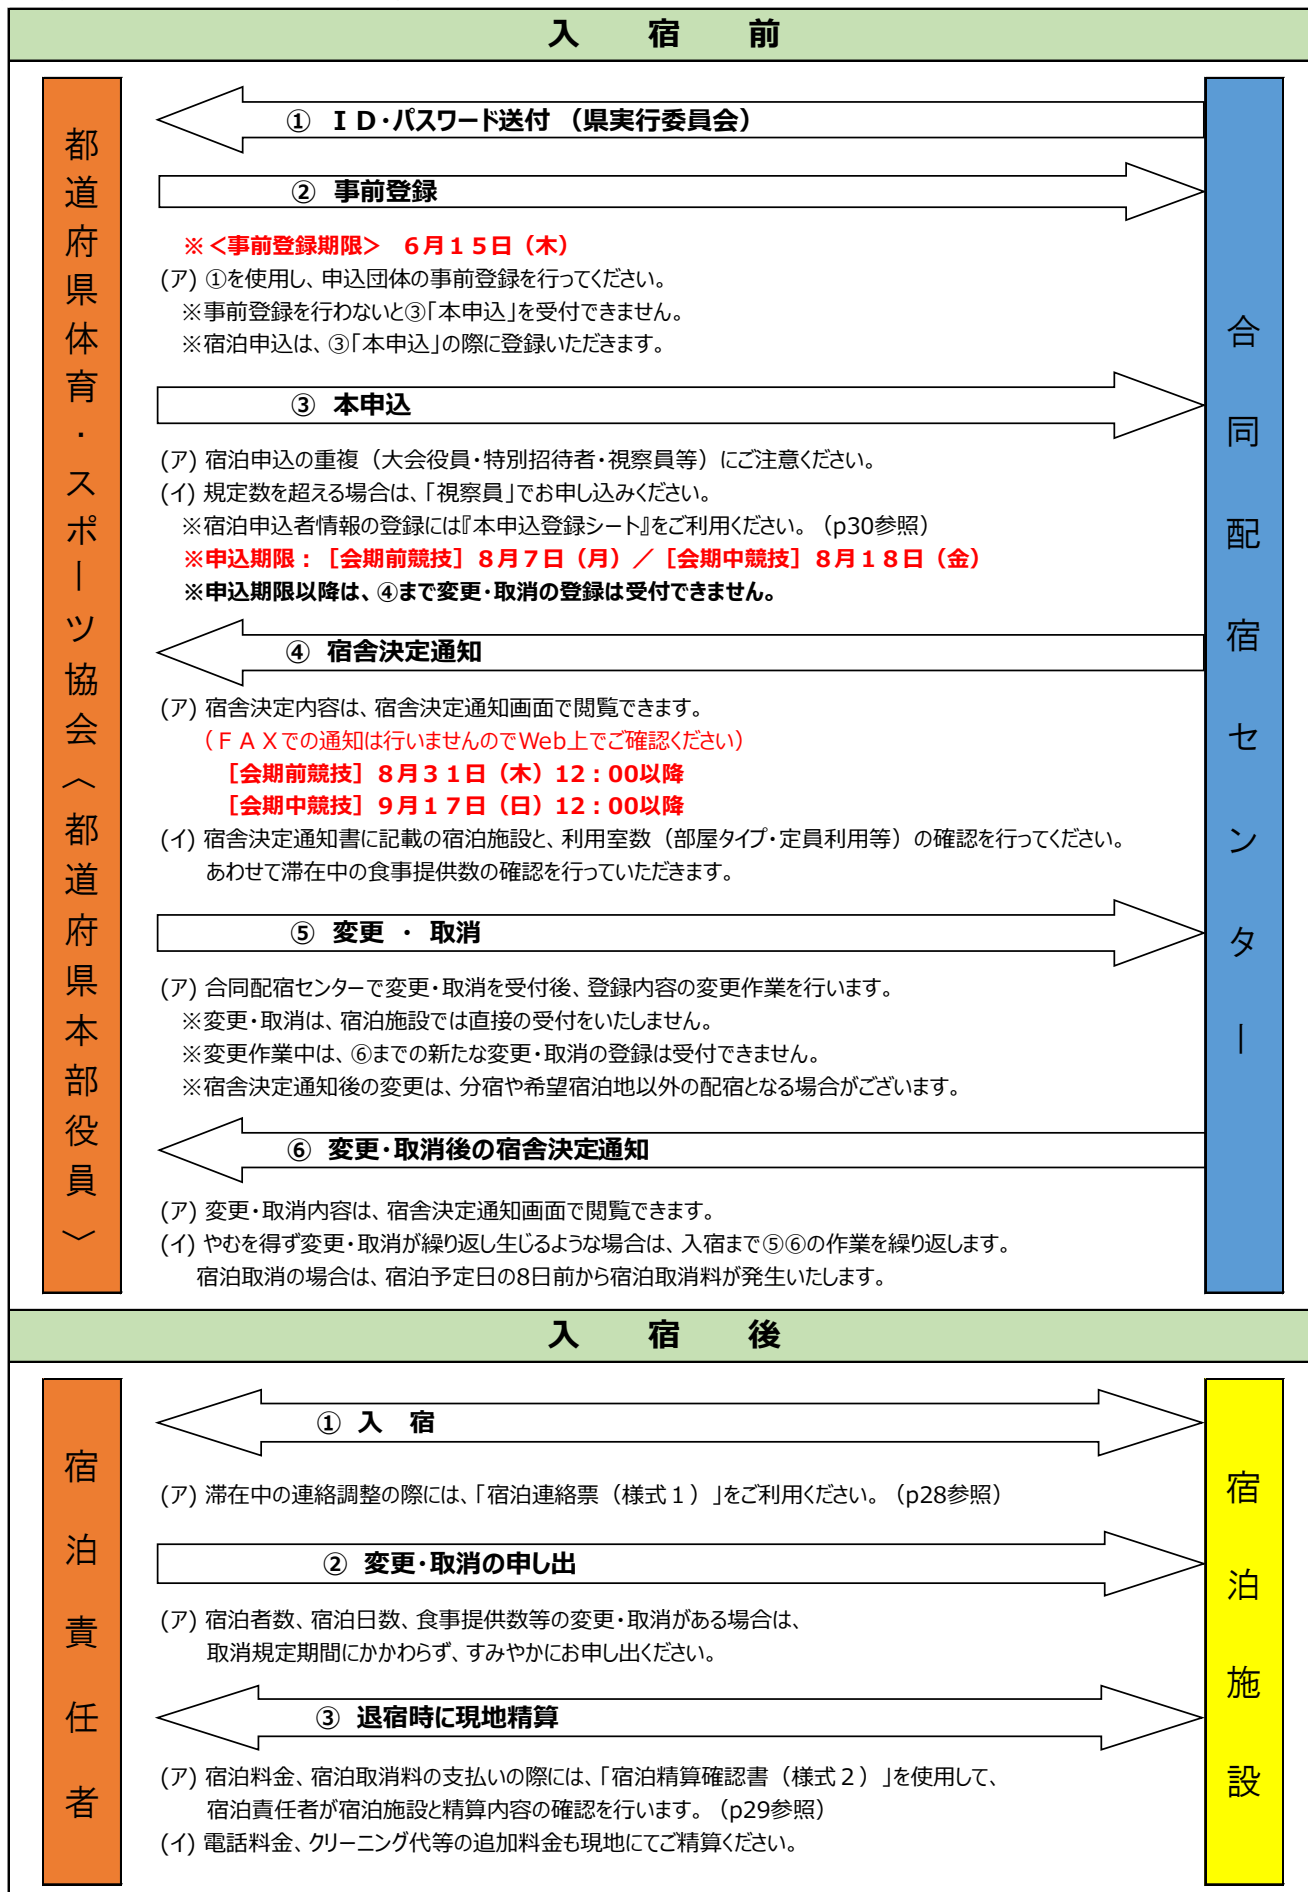 入　宿　前
都道府県体育・スポーツ協会〈都道府県本部役員〉
合同配宿センター
① ＩＤ・パスワード送付 （県実行委員会）
② 事前登録
※＜事前登録期限＞　６月１５日（木）
(ア) ①を使用し、申込団体の事前登録を行ってください。
※事前登録を行わないと③「本申込」を受付できません。
※宿泊申込は、③「本申込」の際に登録いただきます。
③ 本申込
(ア) 宿泊申込の重複（大会役員・特別招待者・視察員等）にご注意ください。
(イ) 規定数を超える場合は、「視察員」でお申し込みください。
※宿泊申込者情報の登録には『本申込登録シート』をご利用ください。（p30参照）
※申込期限：［会期前競技］８月７日（月）／［会期中競技］８月１８日（金）
※申込期限以降は、④まで変更・取消の登録は受付できません。
④ 宿舎決定通知
(ア) 宿舎決定内容は、宿舎決定通知画面で閲覧できます。
（ＦＡＸでの通知は行いませんのでWeb上でご確認ください）
［会期前競技］８月３１日（木）12：00以降
［会期中競技］９月１７日（日）12：00以降
(イ) 宿舎決定通知書に記載の宿泊施設と、利用室数（部屋タイプ・定員利用等）の確認を行ってください。
あわせて滞在中の食事提供数の確認を行っていただきます。
⑤ 変更 ・ 取消
(ア) 合同配宿センターで変更・取消を受付後、登録内容の変更作業を行います。
※変更・取消は、宿泊施設では直接の受付をいたしません。
※変更作業中は、⑥までの新たな変更・取消の登録は受付できません。
※宿舎決定通知後の変更は、分宿や希望宿泊地以外の配宿となる場合がございます。
⑥ 変更・取消後の宿舎決定通知
(ア) 変更・取消内容は、宿舎決定通知画面で閲覧できます。
(イ) やむを得ず変更・取消が繰り返し生じるような場合は、入宿まで⑤⑥の作業を繰り返します。
宿泊取消の場合は、宿泊予定日の8日前から宿泊取消料が発生いたします。
入　宿　後
宿泊責任者
宿泊施設
① 入　宿
(ア) 滞在中の連絡調整の際には、「宿泊連絡票（様式１）」をご利用ください。（p28参照）
② 変更・取消の申し出
(ア) 宿泊者数、宿泊日数、食事提供数等の変更・取消がある場合は、
取消規定期間にかかわらず、すみやかにお申し出ください。
③ 退宿時に現地精算
(ア) 宿泊料金、宿泊取消料の支払いの際には、「宿泊精算確認書（様式２）」を使用して、
宿泊責任者が宿泊施設と精算内容の確認を行います。（p29参照）
(イ) 電話料金、クリーニング代等の追加料金も現地にてご精算ください。